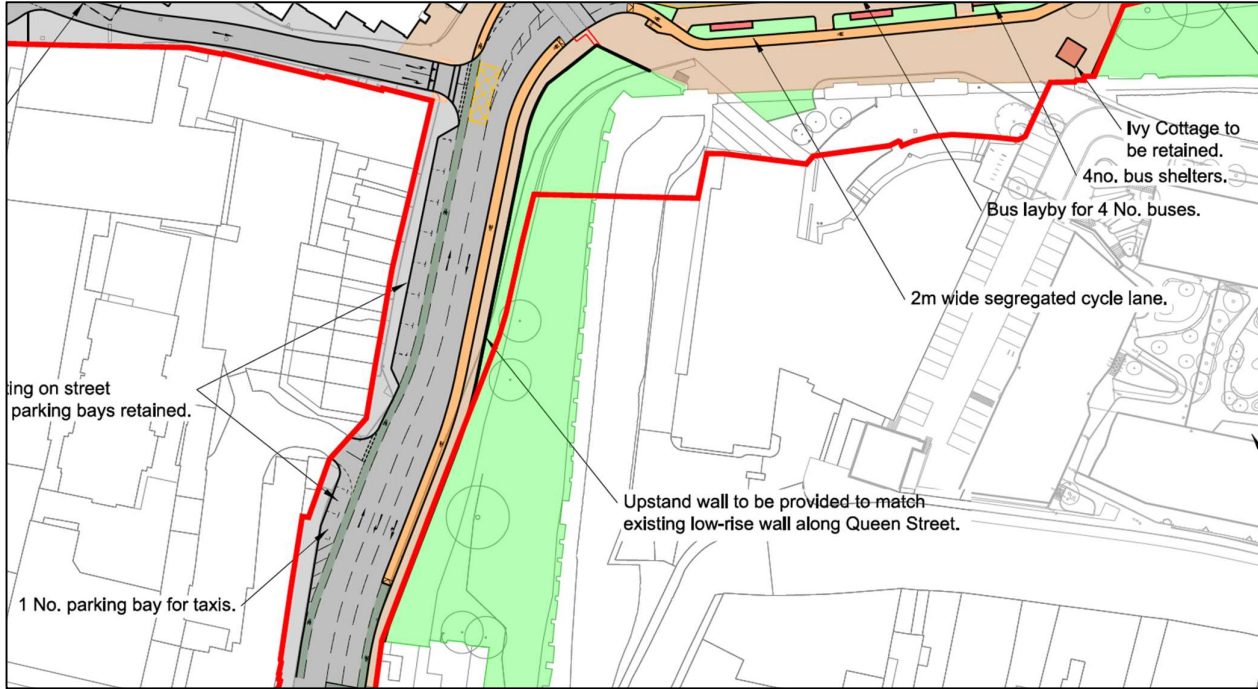 Ivy Cottage to
be retained.
4no. bus shelters.
Bus layby for 4 No. buses.
2m wide segregated cycle lane.
ting on street
parking bays retained.
Upstand wall to be provided to match
existing low-rise wall along Queen Street.
1 No. parking bay for taxis.